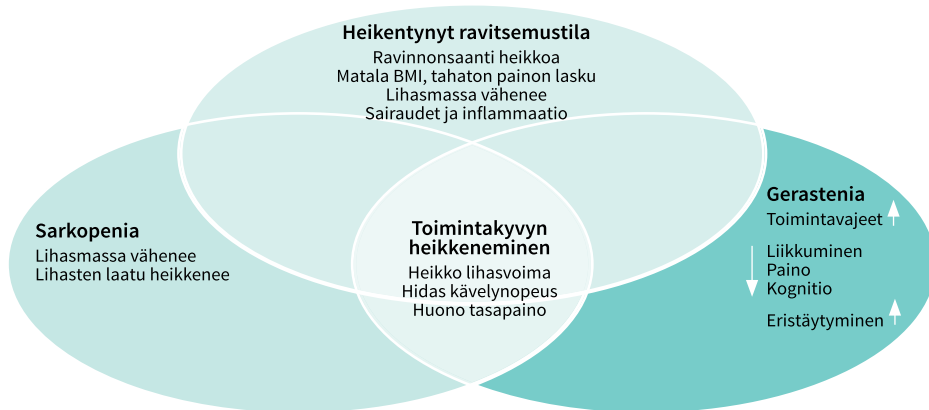 Heikentynyt ravitsemustila
Ravinnonsaanti heikkoa
Matala BMI, tahaton painon lasku
Lihasmassa vähenee
Sairaudet ja inflammaatio
Sarkopenia
Lihasmassa vähenee
Lihasten laatu heikkenee
Toimintakyvyn
heikkeneminen
Heikko lihasvoima
Hidas kävelynopeus
Huono tasapaino
Gerastenia
Toimintavajeet
Liikkuminen
Paino
Kognitio
Eristäytyminen